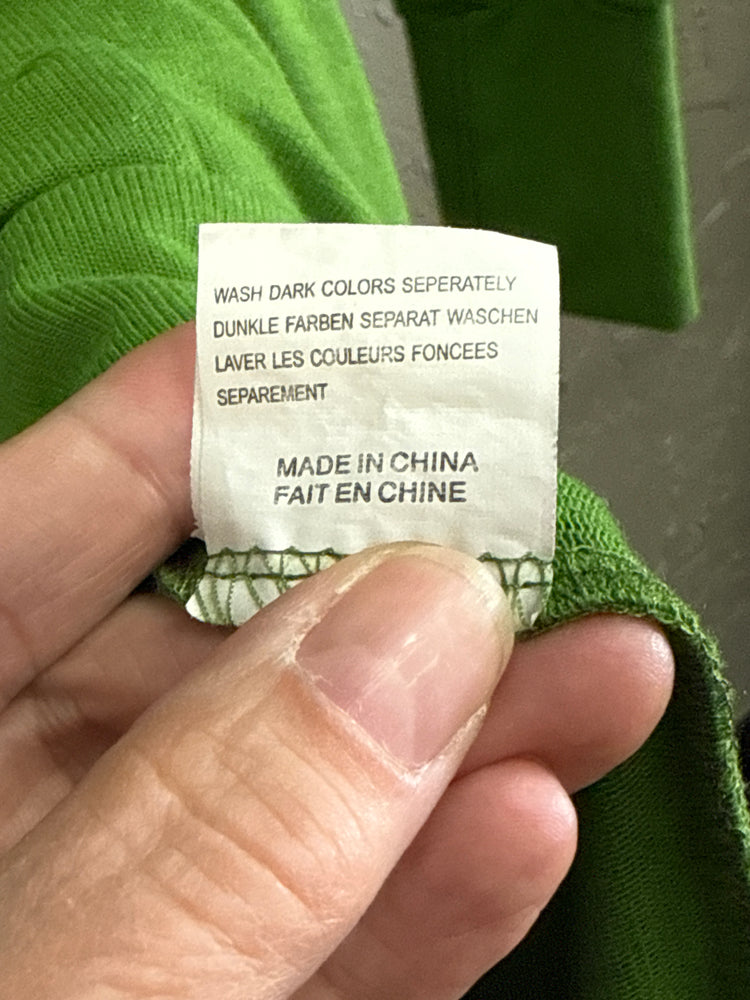 WASH DARK COLORS SEPERATELY
DUNKLE FARBEN SEPARAT WASCHEN
LAVER LES COULEURS FONCEES
SEPAREMENT
MADE IN CHINA
FAIT EN CHINE